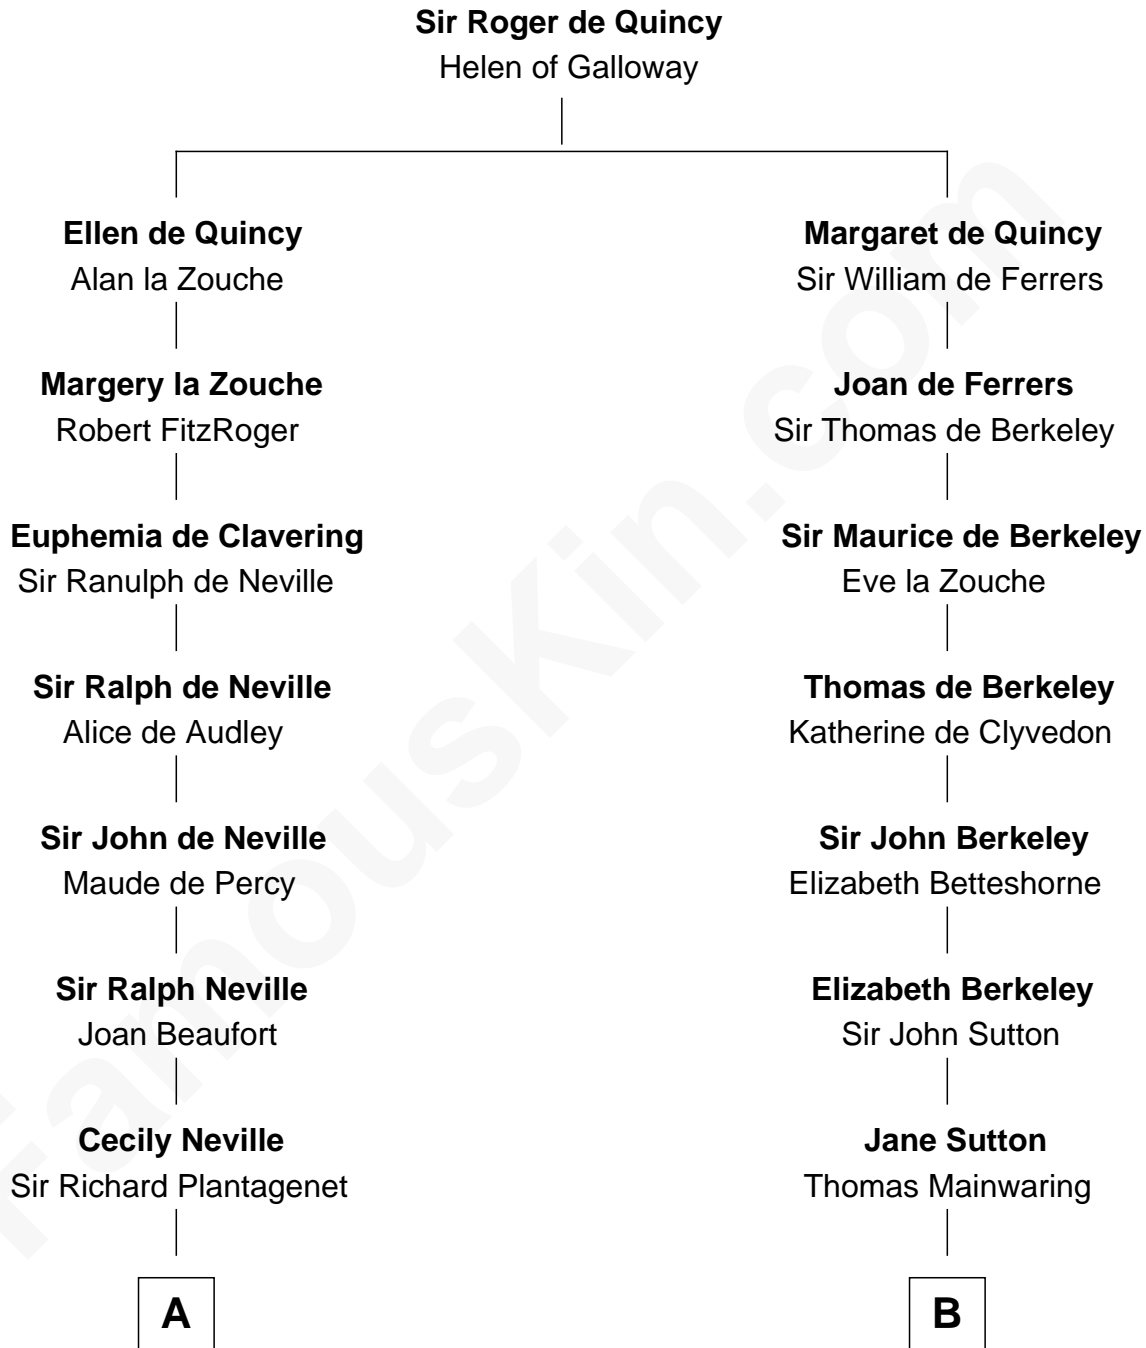 Sir Roger de Quincy
Helen of Galloway
Ellen de Quincy
Alan la Zouche
Margaret de Quincy
Sir William de Ferrers
Margery la Zouche
Robert FitzRoger
Joan de Ferrers
Sir Thomas de Berkeley
Euphemia de Clavering
Sir Ranulph de Neville
Sir Maurice de Berkeley
Eve la Zouche
Sir Ralph de Neville
Alice de Audley
Thomas de Berkeley
Katherine de Clyvedon
Sir John de Neville
Maude de Percy
Sir John Berkeley
Elizabeth Betteshorne
Sir Ralph Neville
Joan Beaufort
Elizabeth Berkeley
Sir John Sutton
Cecily Neville
Sir Richard Plantagenet
Jane Sutton
Thomas Mainwaring
A
B
FamousKin.com